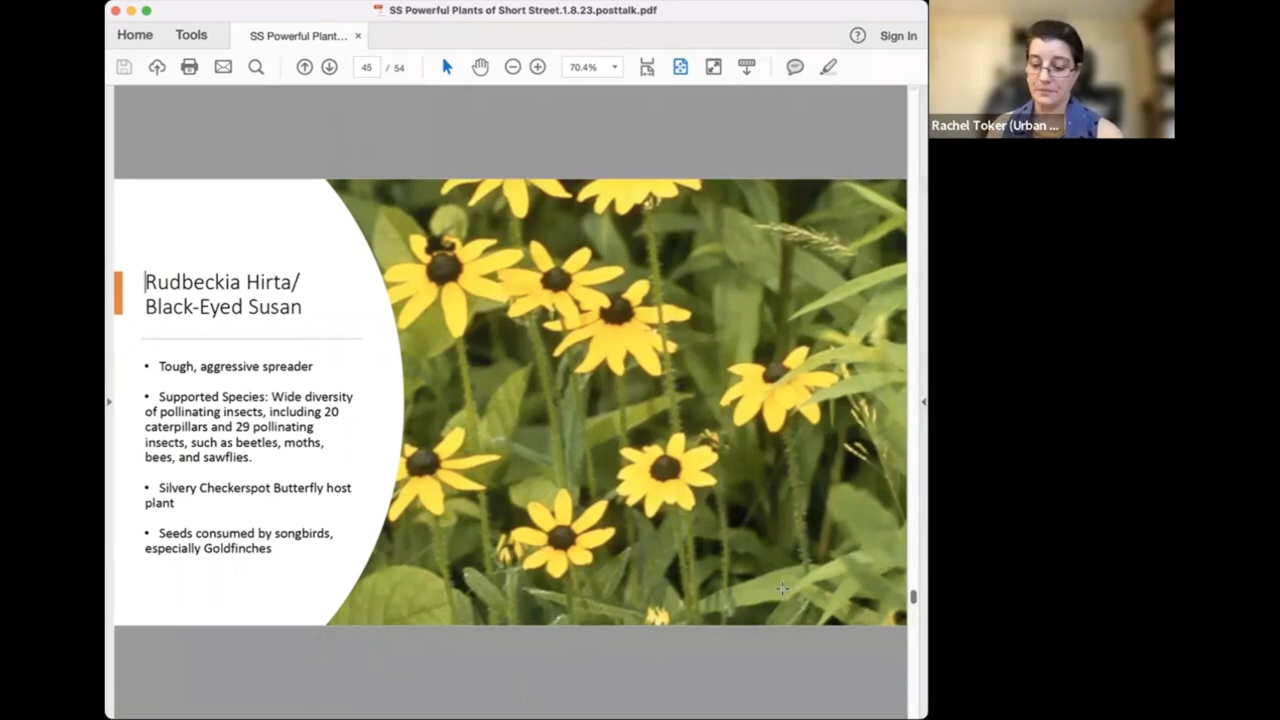 SS Powerful Plants of Short Street.1.8.23.posttalk.pdf
Home Tools SS Powerful Plant... × Sign In
45 / 54 70.4%
Rachel Toker (Urban ...
Rudbeckia Hirta/
Black-Eyed Susan
• Tough, aggressive spreader
• Supported Species: Wide diversity
of pollinating insects, including 20
caterpillars and 29 pollinating
insects, such as beetles, moths,
bees, and sawflies.
• Silvery Checkerspot Butterfly host
plant
• Seeds consumed by songbirds,
especially Goldfinches